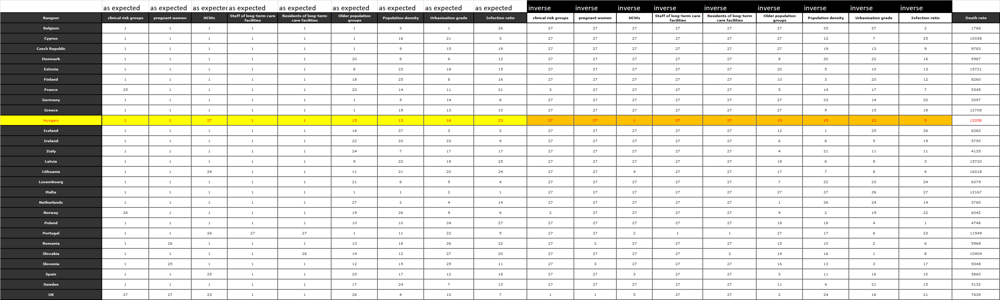 as expected as expected as expected as expected as expected as expected as expected as expected as expected inverse inverse inverse inverse inverse inverse inverse inverse inverse
Rangsor clinical risk groups pregnant women HCWs Staff of long-term care facilities Residents of long-term care facilities Older population groups Population density Urbanisation grade Infection ratio clinical risk groups pregnant women HCWs Staff of long-term care facilities Residents of long-term care facilities Older population groups Population density Urbanisation grade Infection ratio Death rate
Belgium 1 1 1 1 1 1 3 1 26 27 27 27 27 27 27 25 27 2 1766
Cyprus 1 1 1 1 1 1 16 21 3 27 27 27 27 27 27 12 7 25 10038
Czech Republic 1 1 1 1 1 1 9 15 19 27 27 27 27 27 27 19 13 9 9783
Denmark 1 1 1 1 1 20 8 6 12 27 27 27 27 27 8 20 22 16 5987
Estonia 1 1 1 1 1 8 23 18 15 27 27 27 27 27 20 5 10 13 15721
Finland 1 1 1 1 1 18 25 8 16 27 27 27 27 27 10 3 20 12 8260
France 25 1 1 1 1 23 14 11 21 3 27 27 27 27 5 14 17 7 5345
Germany 1 1 1 1 1 1 5 14 8 27 27 27 27 27 27 23 14 20 3097
Greece 1 1 1 1 1 1 19 13 10 27 27 27 27 27 27 9 15 18 12708
Hungary 1 1 27 1 1 15 13 16 23 27 27 1 27 27 13 15 12 5 13358
Iceland 1 1 1 1 1 16 27 3 2 27 27 27 27 27 12 1 25 26 6262
Ireland 1 1 1 1 1 22 20 23 9 27 27 27 27 27 6 8 5 19 5750
Italy 1 1 1 1 1 24 7 17 17 27 27 27 27 27 4 21 11 11 4135
Latvia 1 1 1 1 1 9 22 19 25 27 27 27 27 27 19 6 9 3 15720
Lithuania 1 1 24 1 1 11 21 20 24 27 27 4 27 27 17 7 8 4 16018
Luxembourg 1 1 1 1 1 21 6 5 4 27 27 27 27 27 7 22 23 24 6079
Malta 1 1 1 1 1 1 1 2 1 27 27 27 27 27 27 27 26 27 12167
Netherlands 1 1 1 1 1 27 2 4 14 27 27 27 27 27 1 26 24 14 3760
Norway 26 1 1 1 1 19 26 9 6 2 27 27 27 27 9 2 19 22 6042
Poland 1 1 1 1 1 10 10 24 27 27 27 27 27 27 18 18 4 1 4746
Portugal 1 1 26 27 27 1 11 22 5 27 27 2 1 1 27 17 6 23 11549
Romania 1 26 1 1 1 13 18 26 22 27 2 27 27 27 15 10 2 6 5968
Slovakia 1 1 1 1 26 14 12 27 20 27 27 27 27 2 14 16 1 8 10404
Slovenia 1 25 1 1 1 12 15 25 11 27 3 27 27 27 16 13 3 17 9348
Spain 1 1 25 1 1 25 17 12 18 27 27 3 27 27 3 11 16 10 5860
Sweden 1 1 1 1 1 17 24 7 13 27 27 27 27 27 11 4 21 15 3132
UK 27 27 23 1 1 26 4 10 7 1 1 5 27 27 2 24 18 21 7639